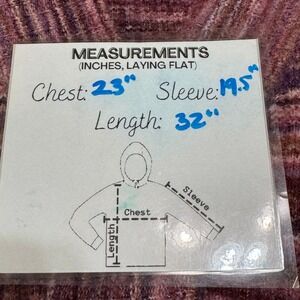 MEASUREMENTS
(INCHES, LAYING FLAT)
Chest: 23" Sleeve: 19.5"
Length: 32"
Sleeve
Chest
Length